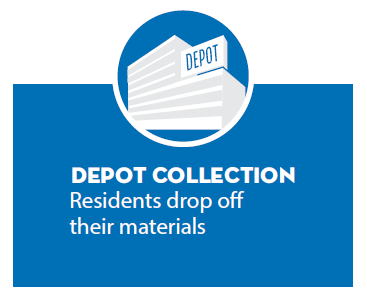 DEPOT
DEPOT COLLECTION
Residents drop off
their materials